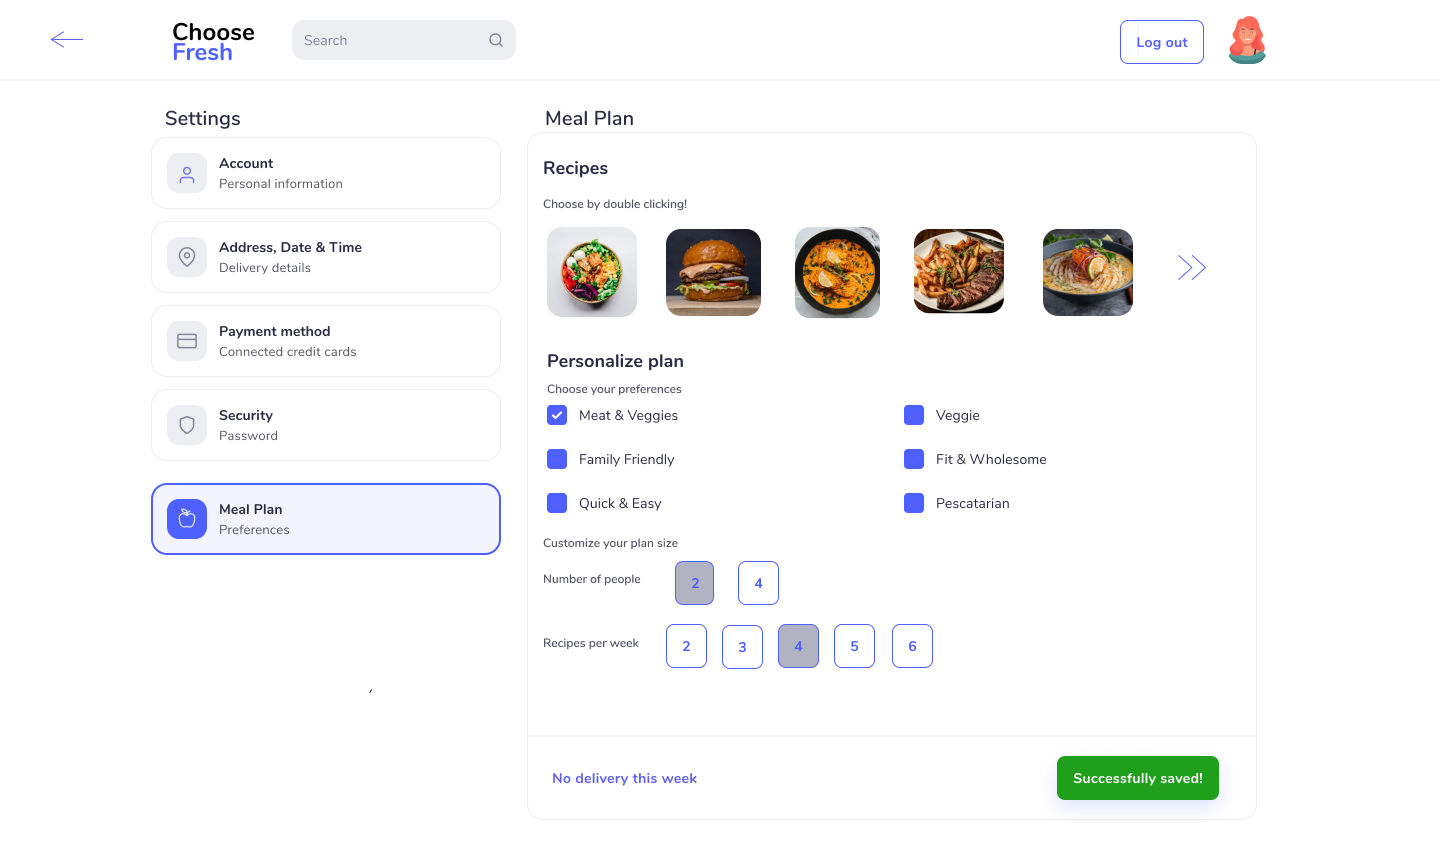 Choose
Fresh
Search
Log out
Settings
Account
Personal information
Address, Date & Time
Delivery details
Payment method
Connected credit cards
Security
Password
Meal Plan
Preferences
Meal Plan
Recipes
Choose by double clicking!
Personalize plan
Choose your preferences
Meat & Veggies
Veggie
Family Friendly
Fit & Wholesome
Quick & Easy
Pescatarian
Customize your plan size
Number of people 2 4
Recipes per week 2 3 4 5 6
No delivery this week
Successfully saved!